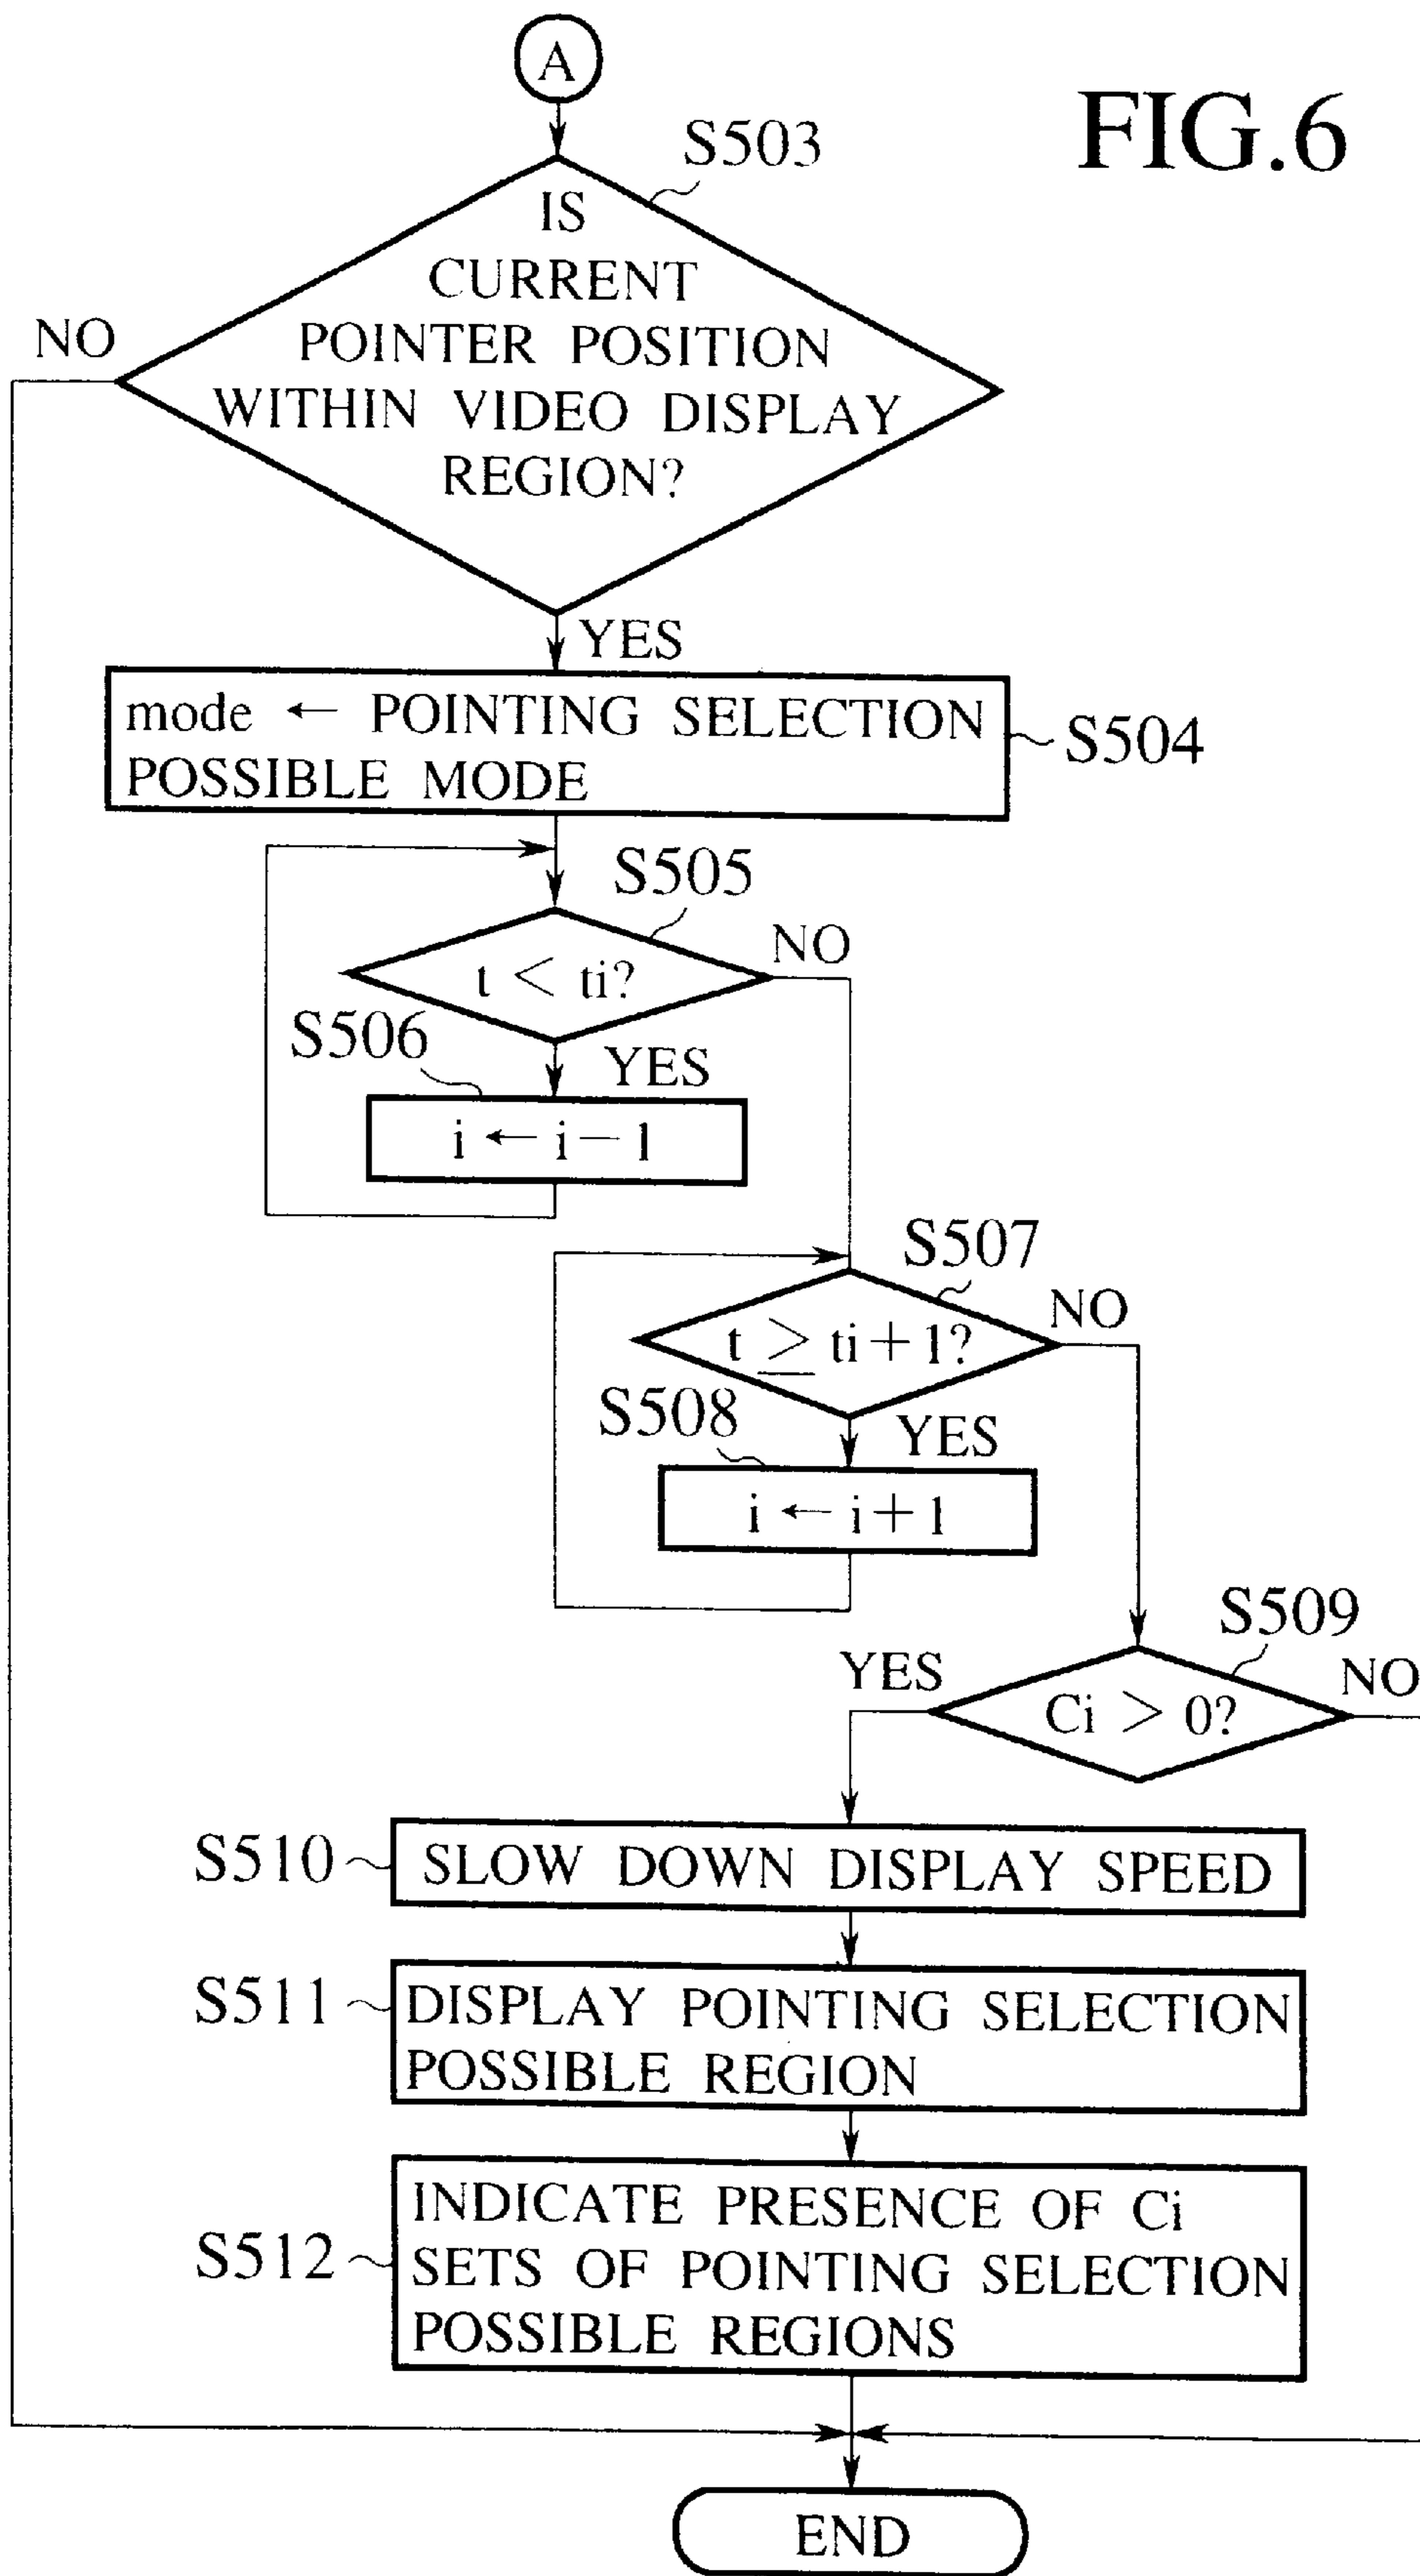 A
FIG.6
S503
IS
CURRENT
POINTER POSITION
WITHIN VIDEO DISPLAY
REGION?
NO
YES
mode ← POINTING SELECTION
POSSIBLE MODE
S504
S505
t < ti?
NO
S506
YES
i ← i − 1
S507
t ≥ ti + 1?
NO
S508
YES
i ← i + 1
S509
YES
Ci > 0?
NO
S510
SLOW DOWN DISPLAY SPEED
S511
DISPLAY POINTING SELECTION
POSSIBLE REGION
S512
INDICATE PRESENCE OF Ci
SETS OF POINTING SELECTION
POSSIBLE REGIONS
END